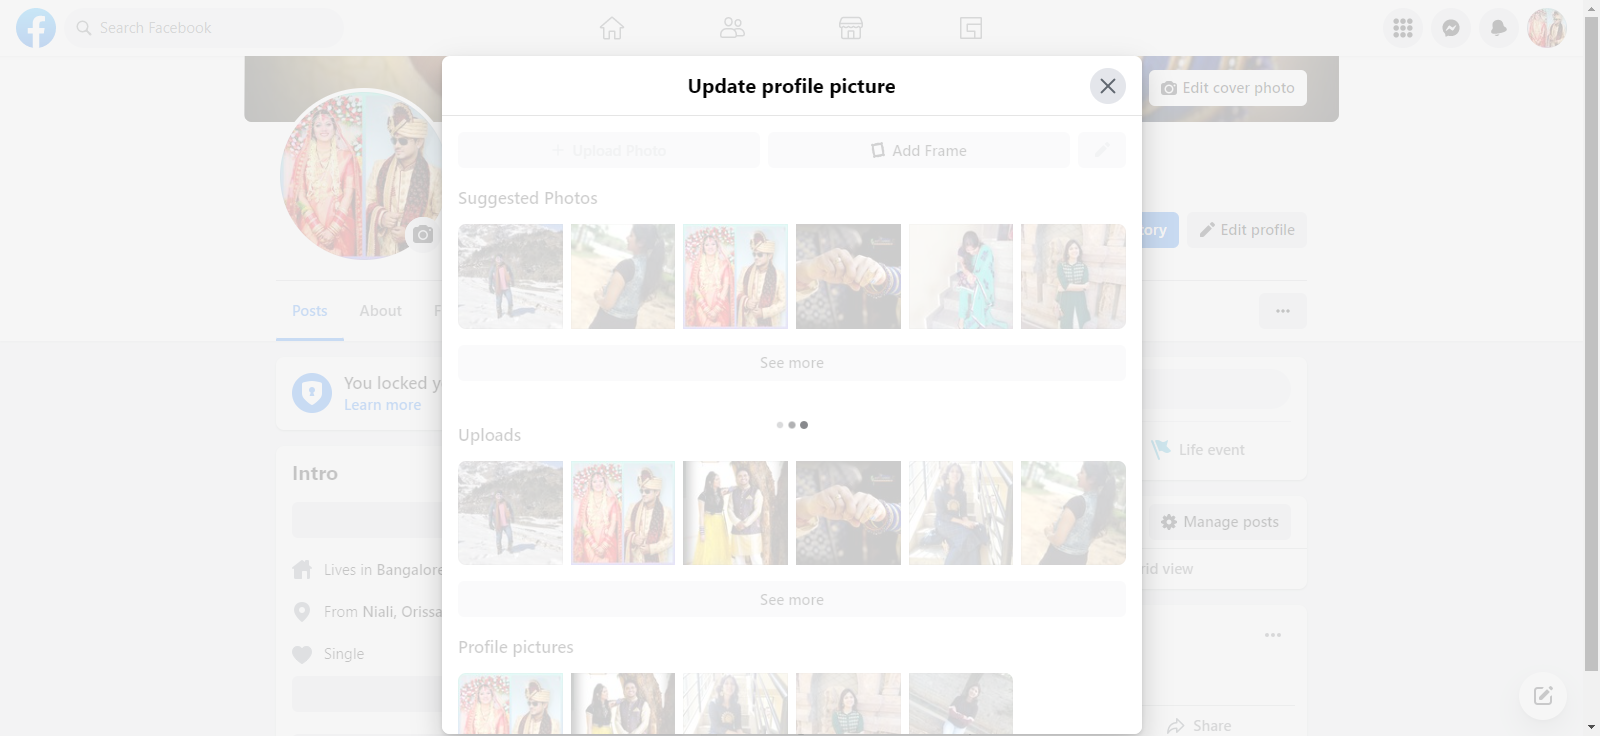 Search Facebook
Update profile picture
Edit cover photo
+ Upload Photo
Add Frame
Suggested Photos
ory
Edit profile
Posts
About
F
See more
You locked y
Learn more
Uploads
Life event
Intro
Manage posts
Lives in Bangalore
rid view
See more
From Niali, Orissa
Profile pictures
Single
Share